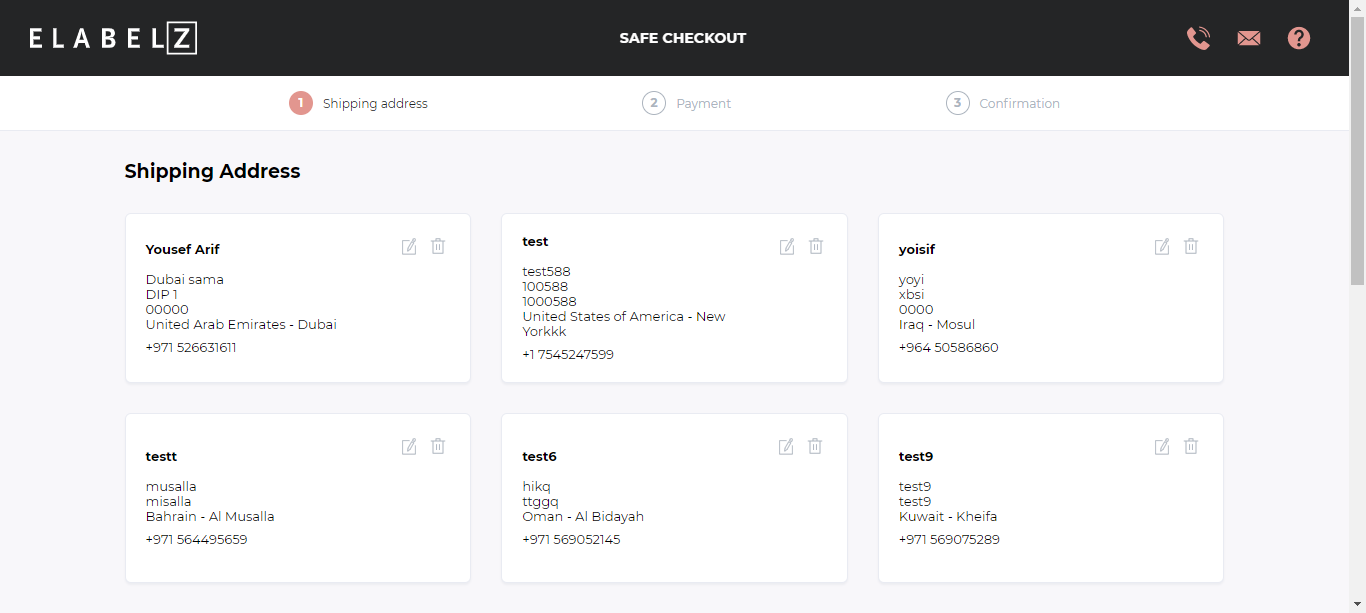 ELABELZ
SAFE CHECKOUT
?
1 Shipping address
2 Payment
3 Confirmation
Shipping Address
Yousef Arif
Dubai sama
DIP 1
00000
United Arab Emirates - Dubai
+971 526631611
test
test588
100588
1000588
United States of America - New
Yorkkk
+1 7545247599
yoisif
yoyi
xbsi
0000
Iraq - Mosul
+964 50586860
testt
musalla
misalla
Bahrain - Al Musalla
+971 564495659
test6
hikq
ttggq
Oman - Al Bidayah
+971 569052145
test9
test9
test9
Kuwait - Kheifa
+971 569075289